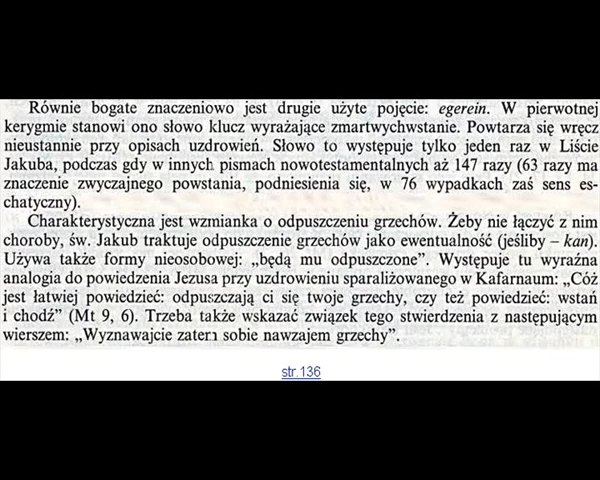 Równie bogate znaczeniowo jest drugie użyte pojęcie: egerein. W pierwotnej
kerygmie stanowi ono słowo klucz wyrażające zmartwychwstanie. Powtarza się wręcz
nieustannie przy opisach uzdrowień. Słowo to występuje tylko jeden raz w Liście
Jakuba, podczas gdy w innych pismach nowotestamentalnych aż 147 razy (63 razy ma
znaczenie zwyczajnego powstania, podniesienia się, w 76 wypadkach zaś sens es-
chatyczny).
Charakterystyczna jest wzmianka o odpuszczeniu grzechów. Żeby nie łączyć z nim
choroby, św. Jakub traktuje odpuszczenie grzechów jako ewentualność (jeśliby – kan).
Używa także formy nieosobowej: „będą mu odpuszczone”. Występuje tu wyraźna
analogia do powiedzenia Jezusa przy uzdrowieniu sparaliżowanego w Kafarnaum: „Cóż
jest łatwiej powiedzieć: odpuszczają ci się twoje grzechy, czy też powiedzieć: wstań
i chodź” (Mt 9, 6). Trzeba także wskazać związek tego stwierdzenia z następującym
wierszem: „Wyznawajcie zatem sobie nawzajem grzechy”.
str.136